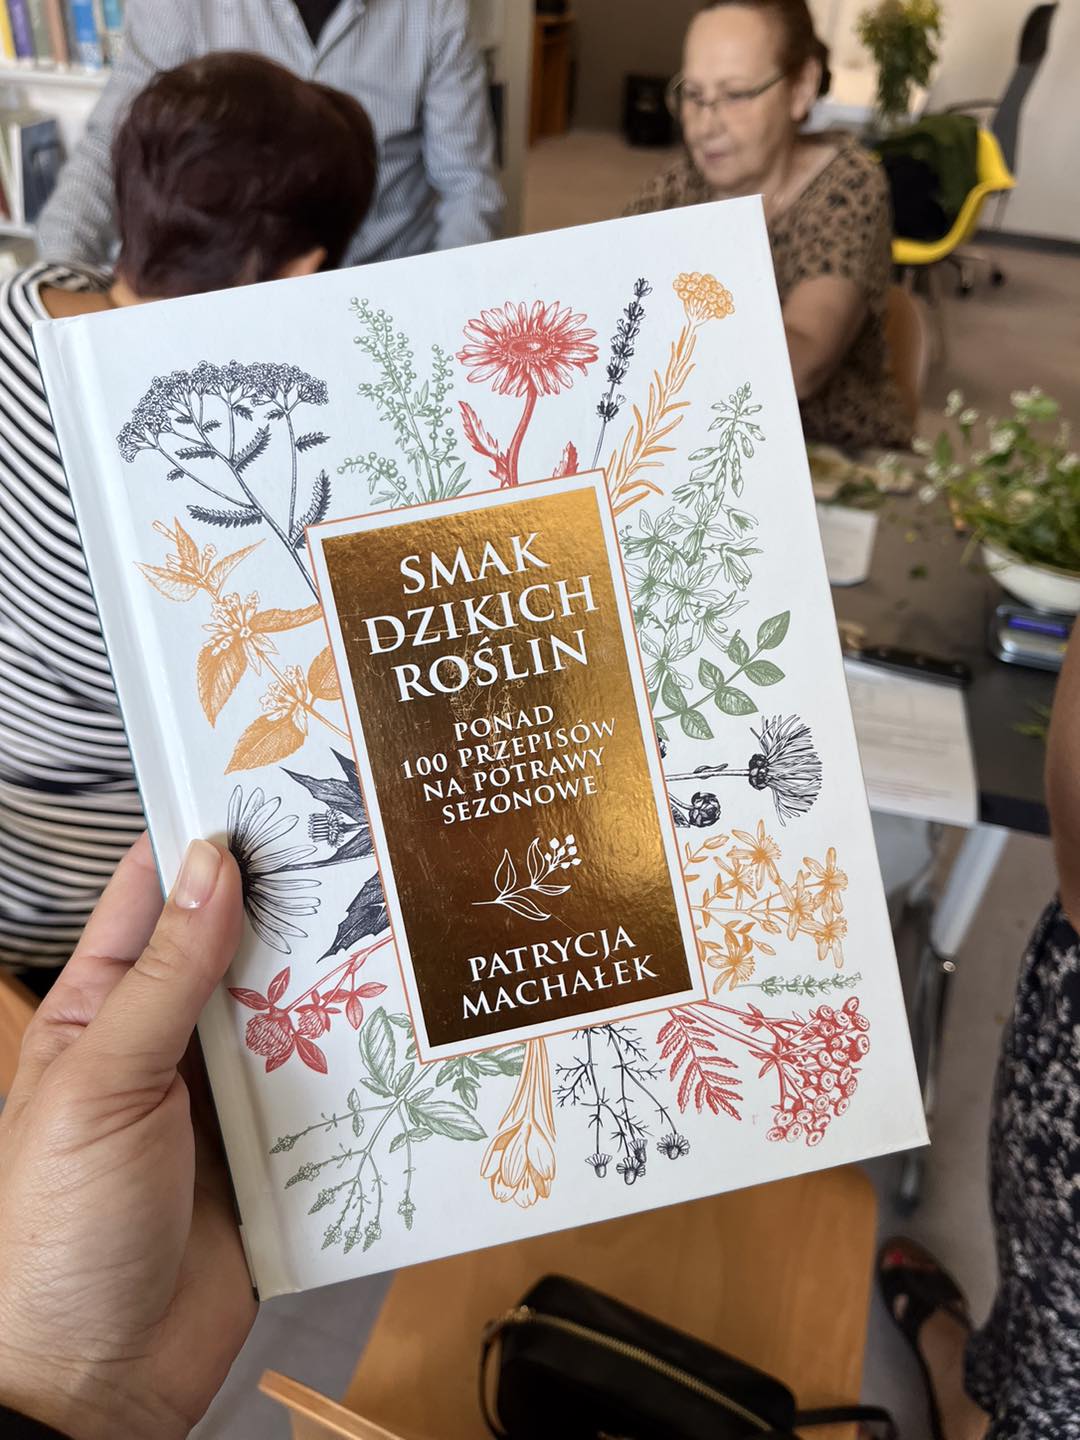 SMAK
DZIKICH
ROŚLIN
PONAD
100 PRZEPISÓW
NA POTRAWY
SEZONOWE
PATRYCJA
MACHAŁEK